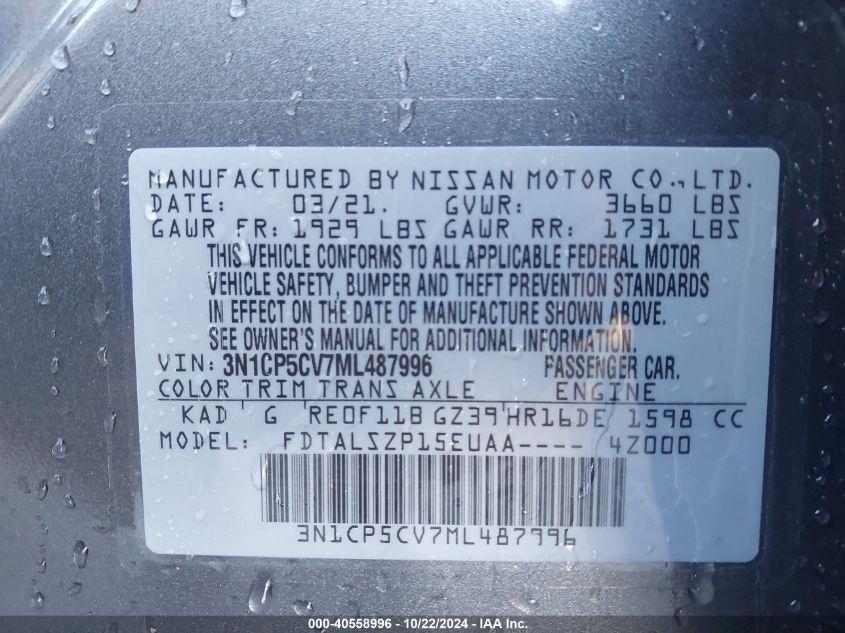 MANUFACTURED BY NISSAN MOTOR CO., LTD.
DATE: 03/21. GVWR: 3660 LBS
GAWR FR: 1929 LBS GAWR RR: 1731 LBS
THIS VEHICLE CONFORMS TO ALL APPLICABLE FEDERAL MOTOR
VEHICLE SAFETY, BUMPER AND THEFT PREVENTION STANDARDS
IN EFFECT ON THE DATE OF MANUFACTURE SHOWN ABOVE.
SEE OWNER'S MANUAL FOR ADDITIONAL INFORMATION.
VIN: 3N1CP5CV7ML487996 PASSENGER CAR.
COLOR TRIM TRANS AXLE ENGINE
KAD G RE0F11B GZ39 HR16DE 1598 CC
MODEL: FDTALSZP15EUAA---- 4Z000
3N1CP5CV7ML487996
000-40558996 - 10/22/2024 - IAA Inc.